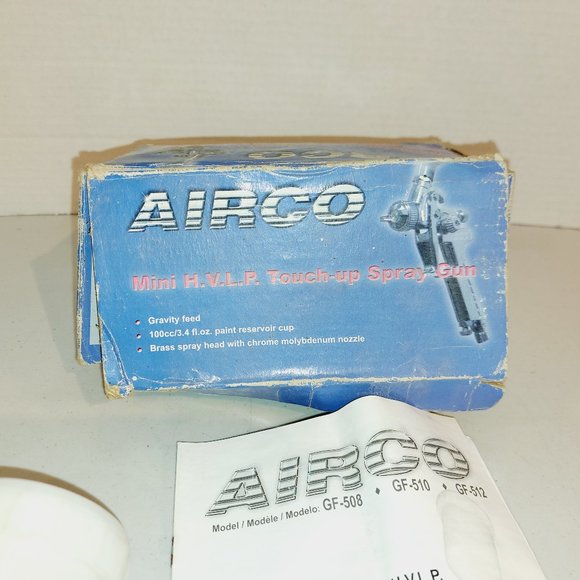 AIRCO
Mini H.V.L.P. Touch-up Spray Gun
• Gravity feed
• 100cc/3.4 fl.oz. paint reservoir cup
• Brass spray head with chrome molybdenum nozzle
AIRCO
Model / Modèle / Modelo: GF-508 ♦ GF-510 ♦ GF-512
H.V.L.P.